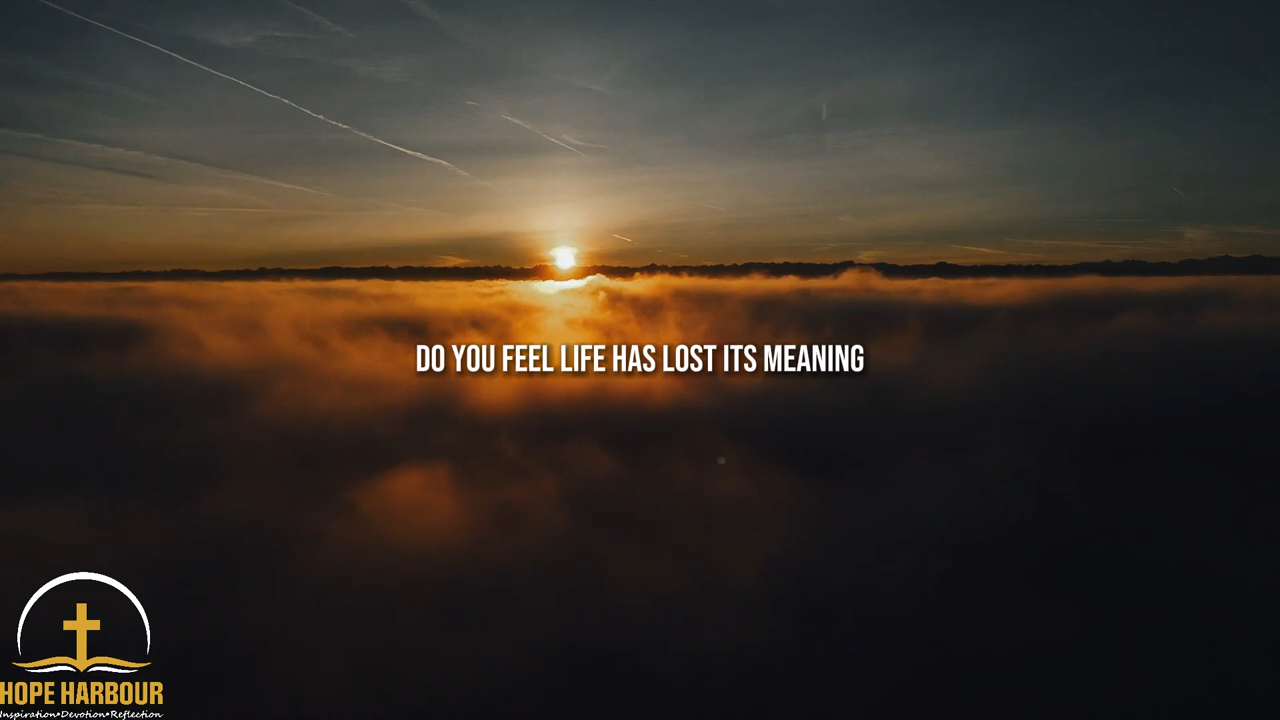 DO YOU FEEL LIFE HAS LOST ITS MEANING
HOPE HARBOUR
Inspiration•Devotion•Reflection